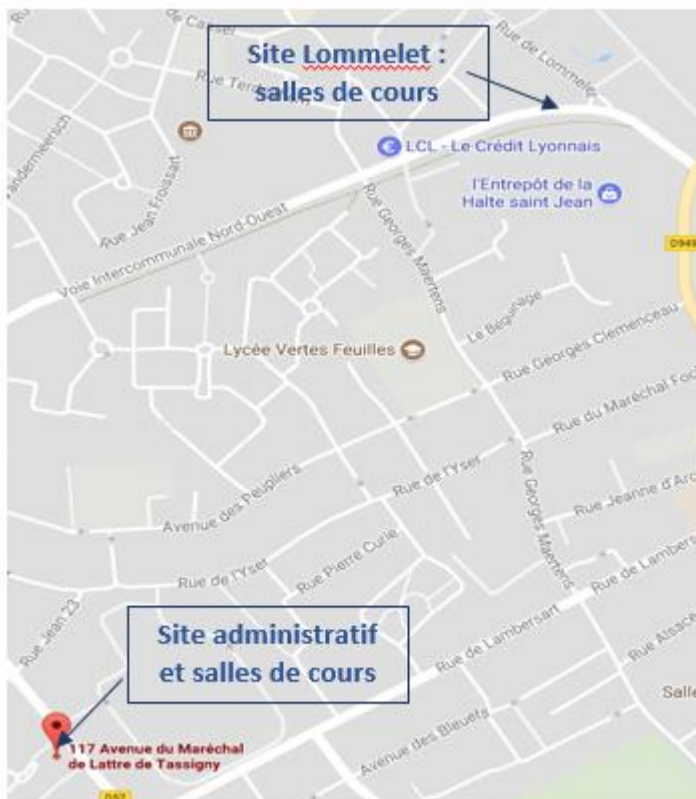 de Cassel
Site Lommelet :
salles de cours
Rue de Lommelet
LCL - Le Crédit Lyonnais
l'Entrepôt de la
Halte saint Jean
Rue Jean Froissart
Voie Intercommunale Nord-Ouest
Rue Georges Maertens
D949
Le Béguinage
Lycée Vertes Feuilles
Rue Georges Clemenceau
Rue du Maréchal Foch
Avenue des Peupliers
Rue de l'Yser
Rue Georges Maertens
Rue Jeanne d'Arc
Rue de l'Yser
Rue Pierre Curie
Rue de Lambersart
Rue Jean 23
Site administratif
et salles de cours
Rue de Lambersart
Rue Alsace
Salle
117 Avenue du Maréchal
de Lattre de Tassigny
Avenue des Bleuets
D57